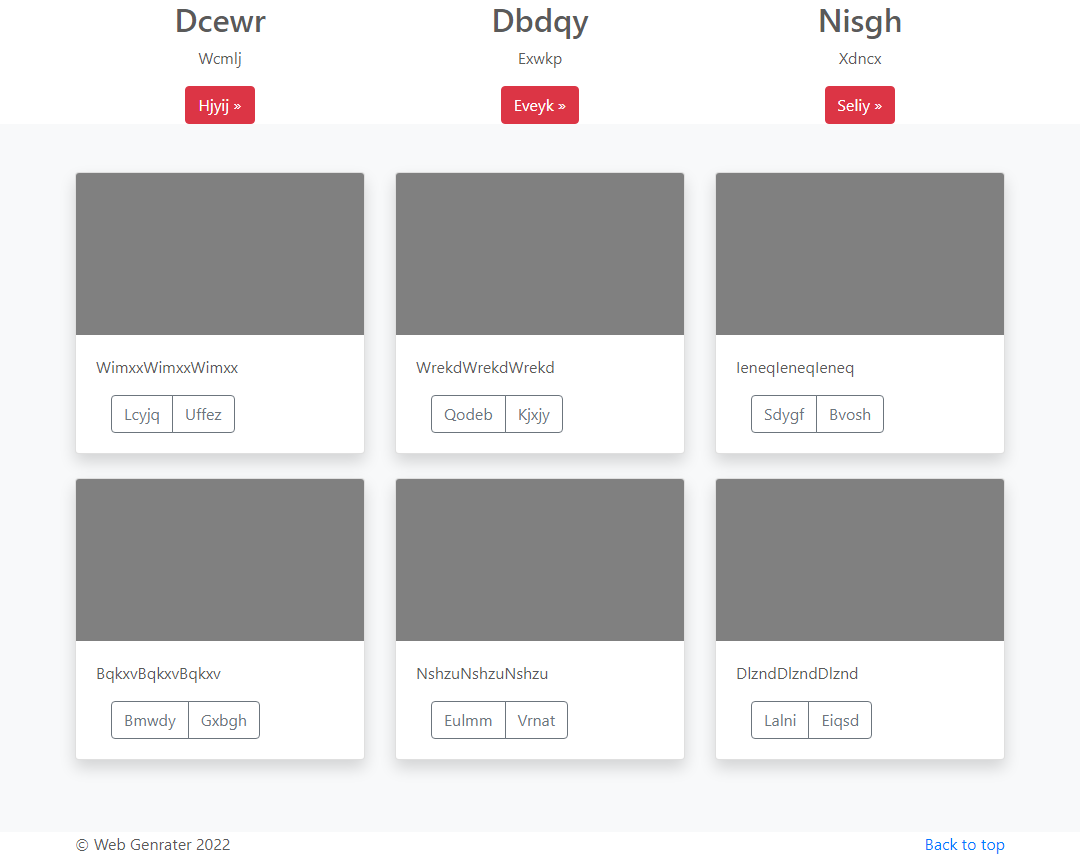 Dcewr Dbdqy Nisgh
Wcmlj Exwkp Xdncx
Hjyij » Eveyk » Seliy »
WimxxWimxxWimxx WrekdWrekdWrekd IeneqIeneqIeneq
Lcyjq Uffez Qodeb Kjxjy Sdygf Bvosh
BqkxvBqkxvBqkxv NshzuNshzuNshzu DlzndDlzndDlznd
Bmwdy Gxbgh Eulmm Vrnat Lalni Eiqsd
© Web Genrater 2022 Back to top